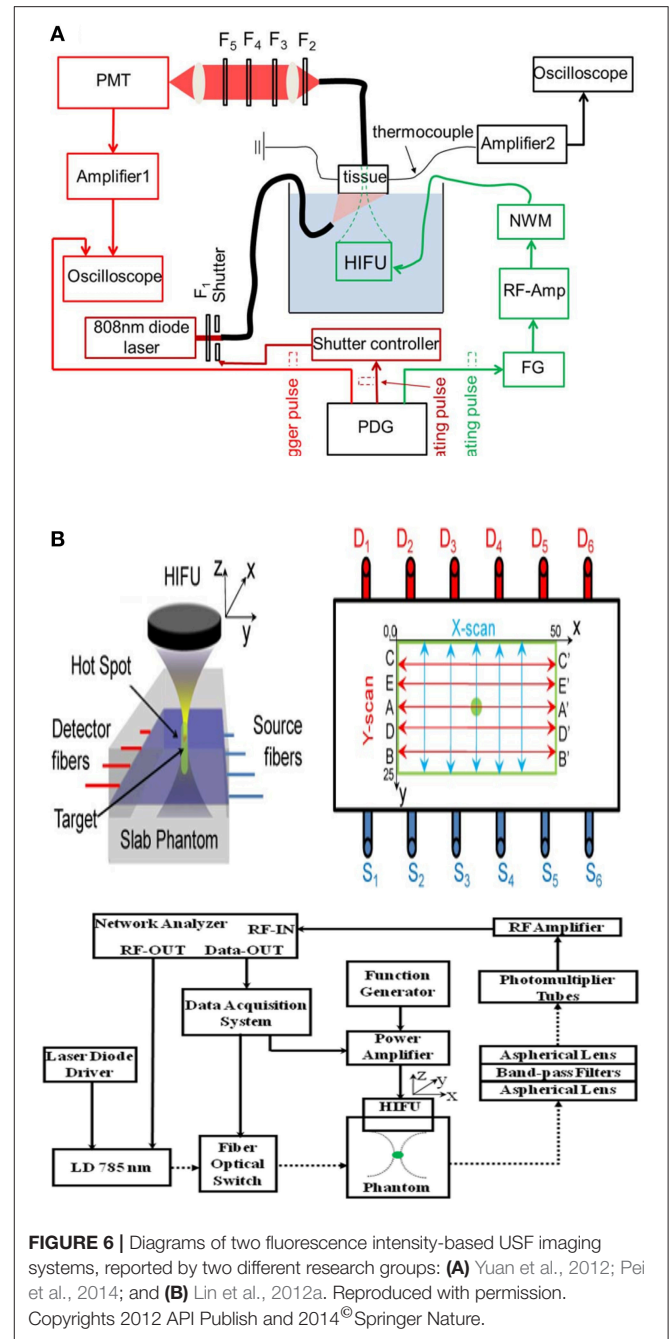 A
F5 F4 F3 F2
PMT
Oscilloscope
thermocouple
Amplifier2
Amplifier1
tissue
NWM
HIFU
Oscilloscope
F1
Shutter
RF-Amp
808nm diode
laser
Shutter controller
FG
gger pulse
ating pulse
ating pulse
PDG
B
HIFU
z
x
y
Hot Spot
Detector
fibers
Source
fibers
Target
Slab Phantom
D1 D2 D3 D4 D5 D6
0,0 X-scan 50 x
Y-scan
C C'
E E'
A A'
D D'
B B'
25
y
S1 S2 S3 S4 S5 S6
Network Analyzer
RF-IN
RF-OUT Data-OUT
RF Amplifier
Function
Generator
Photomultiplier
Tubes
Data Acquisition
System
Power
Amplifier
Laser Diode
Driver
Aspherical Lens
Band-pass Filters
Aspherical Lens
z
y
x
HIFU
LD 785 nm
Fiber
Optical
Switch
Phantom
FIGURE 6 | Diagrams of two fluorescence intensity-based USF imaging
systems, reported by two different research groups: (A) Yuan et al., 2012; Pei
et al., 2014; and (B) Lin et al., 2012a. Reproduced with permission.
Copyrights 2012 API Publish and 2014©Springer Nature.